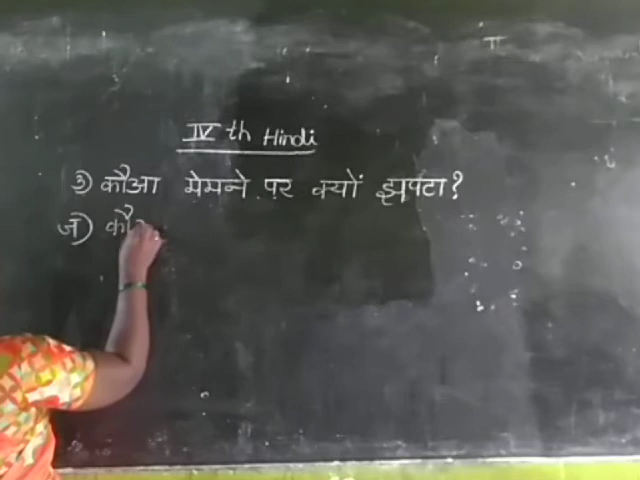 IV th Hindi
3) कौआ मेमने पर क्यों झपटा?
ज) कौ